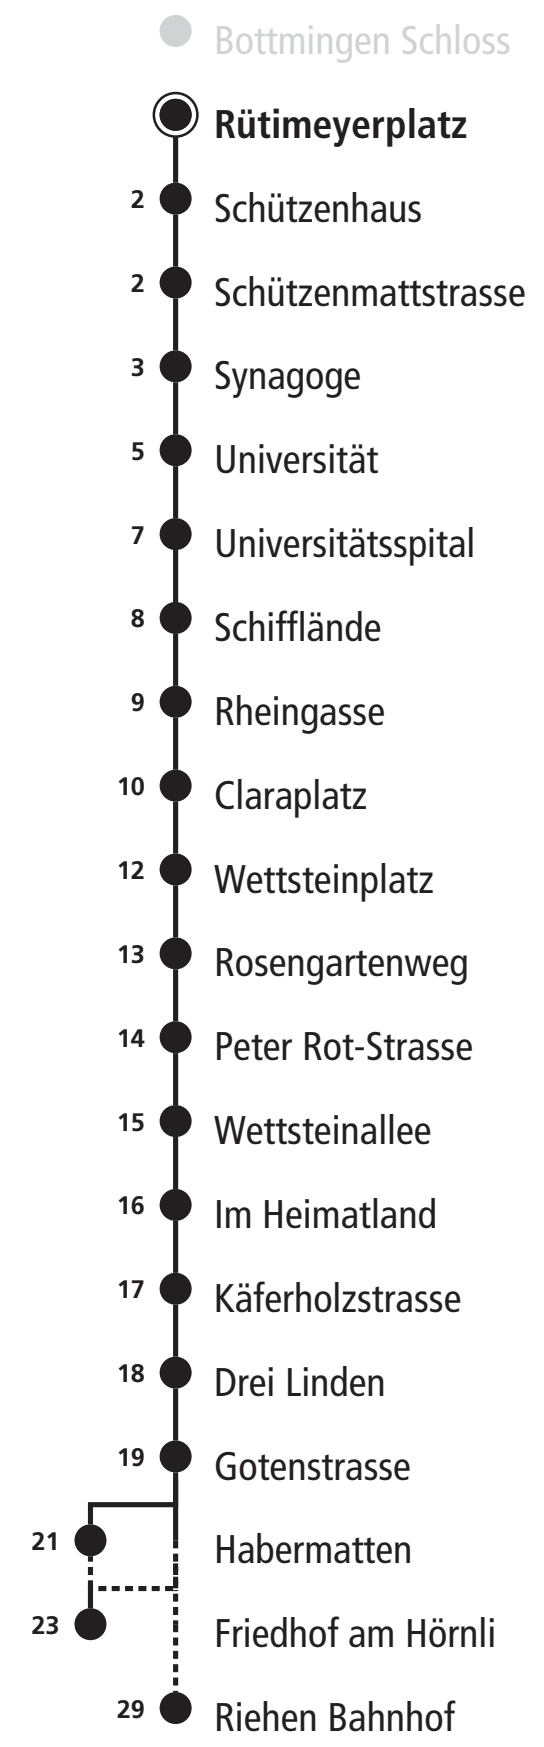 Bottmingen Schloss
Rütimeyerplatz
2 Schützenhaus
2 Schützenmattstrasse
3 Synagoge
5 Universität
7 Universitätsspital
8 Schifflände
9 Rheingasse
10 Claraplatz
12 Wettsteinplatz
13 Rosengartenweg
14 Peter Rot-Strasse
15 Wettsteinallee
16 Im Heimatland
17 Käferholzstrasse
18 Drei Linden
19 Gotenstrasse
21 Habermatten
23 Friedhof am Hörnli
29 Riehen Bahnhof